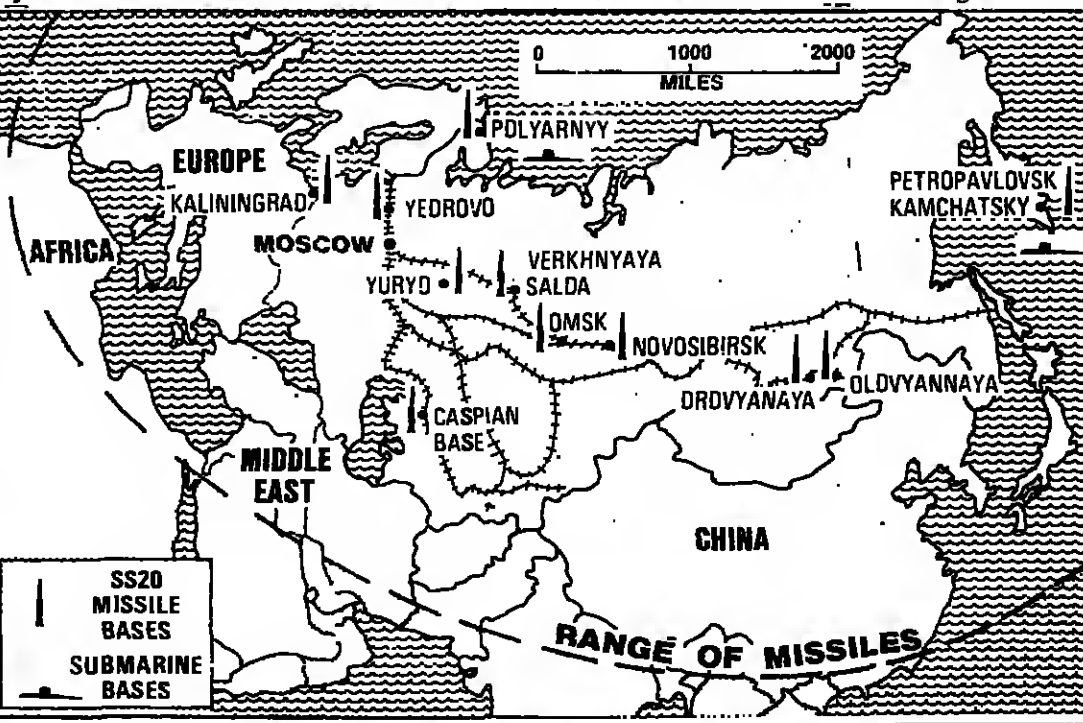 0 1000 2000
MILES
POLYARNYY
EUROPE
KALININGRAD
YEDROVO
PETROPAVLOVSK
KAMCHATSKY
AFRICA
MOSCOW
VERKHNYAYA
SALDA
YURYO
OMSK
NOVOSIBIRSK
OROVYANAYA
OLOVYANNAYA
CASPIAN
BASE
MIDDLE
EAST
CHINA
RANGE OF MISSILES
SS20
MISSILE
BASES
SUBMARINE
BASES